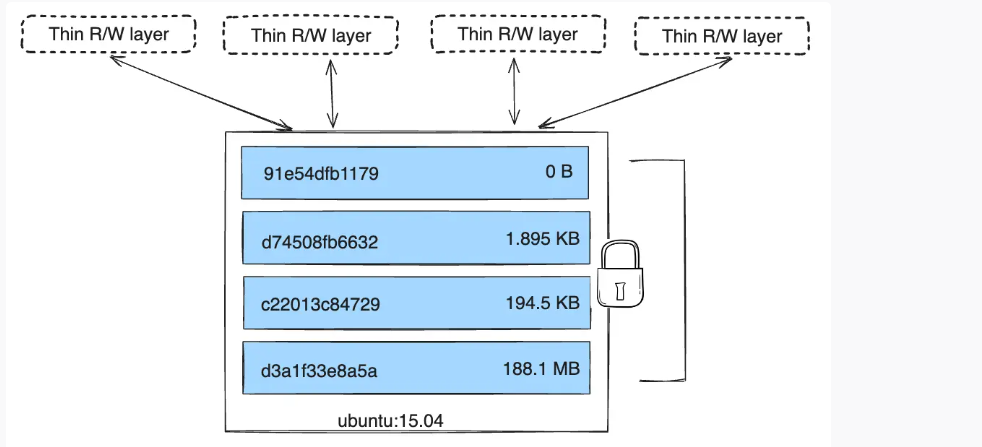 Thin R/W layer
Thin R/W layer
Thin R/W layer
Thin R/W layer
91e54dfb1179 0 B
d74508fb6632 1.895 KB
c22013c84729 194.5 KB
d3a1f33e8a5a 188.1 MB
ubuntu:15.04